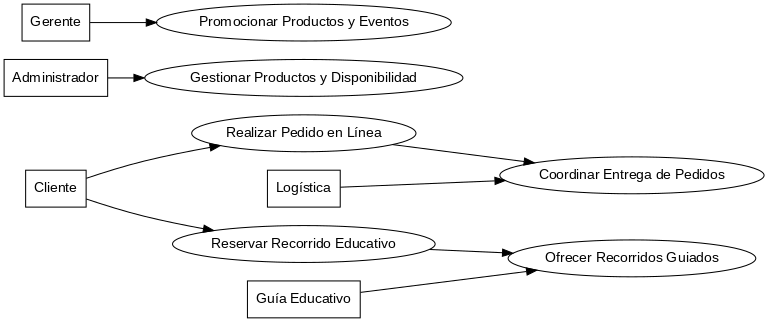 Gerente
Promocionar Productos y Eventos
Administrador
Gestionar Productos y Disponibilidad
Realizar Pedido en Línea
Cliente
Logística
Coordinar Entrega de Pedidos
Reservar Recorrido Educativo
Ofrecer Recorridos Guiados
Guía Educativo